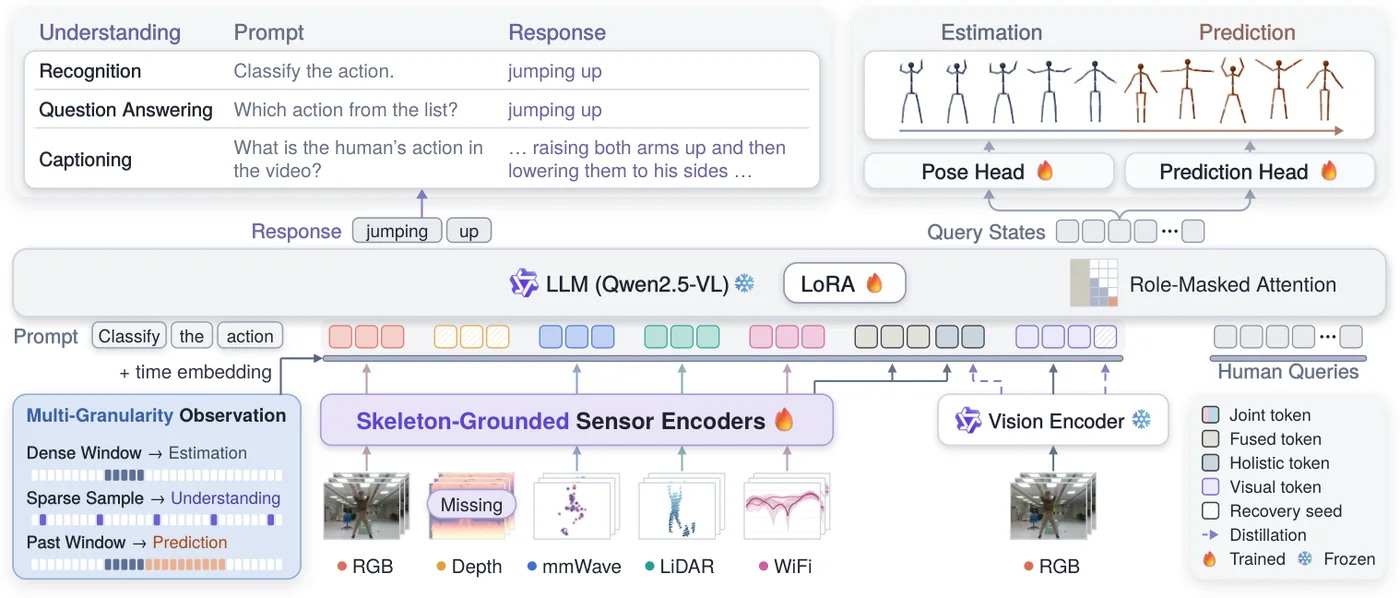 Understanding Prompt Response
Recognition Classify the action. jumping up
Question Answering Which action from the list? jumping up
Captioning What is the human's action in the video? … raising both arms up and then lowering them to his sides …
Estimation Prediction
Pose Head Prediction Head
Response jumping up
Query States ...
LLM (Qwen2.5-VL) LoRA Role-Masked Attention
Prompt Classify the action
...
+ time embedding
Human Queries
Multi-Granularity Observation
Dense Window → Estimation
Sparse Sample → Understanding
Past Window → Prediction
Skeleton-Grounded Sensor Encoders
Vision Encoder
Missing
RGB Depth mmWave LiDAR WiFi RGB
Joint token
Fused token
Holistic token
Visual token
Recovery seed
Distillation
Trained Frozen